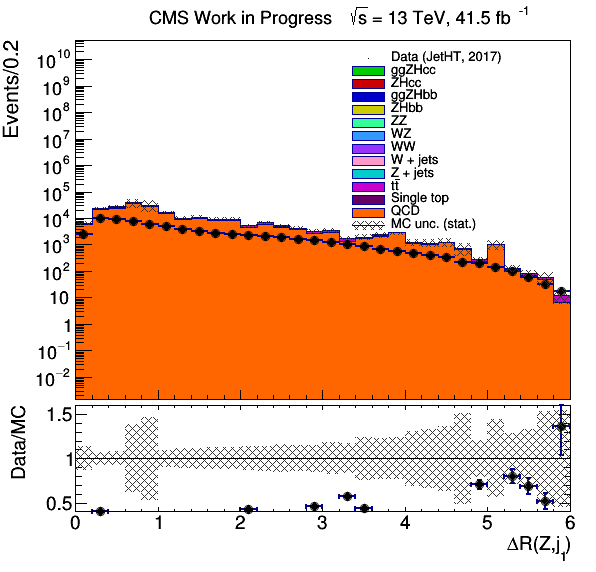 CMS Work in Progress √s = 13 TeV, 41.5 fb⁻¹
Events/0.2
10¹⁰
10⁹
10⁸
10⁷
10⁶
10⁵
10⁴
10³
10²
10
1
10⁻¹
10⁻²
Data (JetHT, 2017)
ggZHcc
ZHcc
ggZHbb
ZHbb
ZZ
WZ
WW
W + jets
Z + jets
tt̄
Single top
QCD
MC unc. (stat.)
Data/MC
1.5
1
0.5
0 1 2 3 4 5 6
ΔR(Z,j₁)